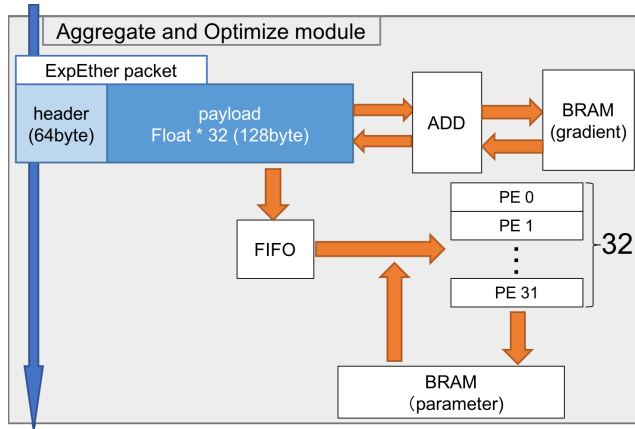 Aggregate and Optimize module
ExpEther packet
header
(64byte)
payload
Float * 32 (128byte)
ADD
BRAM
(gradient)
FIFO
PE 0
PE 1
⋮
PE 31
32
BRAM
（parameter)